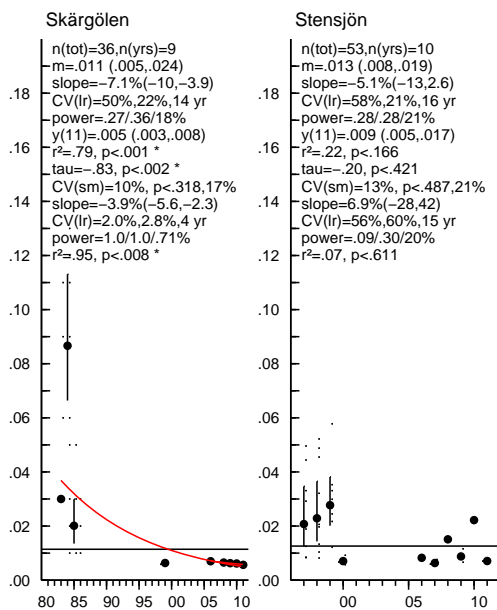 Skärgölen
n(tot)=36,n(yrs)=9
m=.011 (.005,.024)
slope=−7.1%(−10,−3.9)
CV(lr)=50%,22%,14 yr
power=.27/.36/18%
y(11)=.005 (.003,.008)
r²=.79, p<.001 *
tau=−.83, p<.002 *
CV(sm)=10%, p<.318,17%
slope=−3.9%(−5.6,−2.3)
CV(lr)=2.0%,2.8%,4 yr
power=1.0/1.0/.71%
r²=.95, p<.008 *
.18
.16
.14
.12
.10
.08
.06
.04
.02
.00
80 85 90 95 00 05 10
Stensjön
n(tot)=53,n(yrs)=10
m=.013 (.008,.019)
slope=−5.1%(−13,2.6)
CV(lr)=58%,21%,16 yr
power=.28/.28/21%
y(11)=.009 (.005,.017)
r²=.22, p<.166
tau=−.20, p<.421
CV(sm)=13%, p<.487,21%
slope=6.9%(−28,42)
CV(lr)=56%,60%,15 yr
power=.09/.30/20%
r²=.07, p<.611
.18
.16
.14
.12
.10
.08
.06
.04
.02
.00
00 05 10